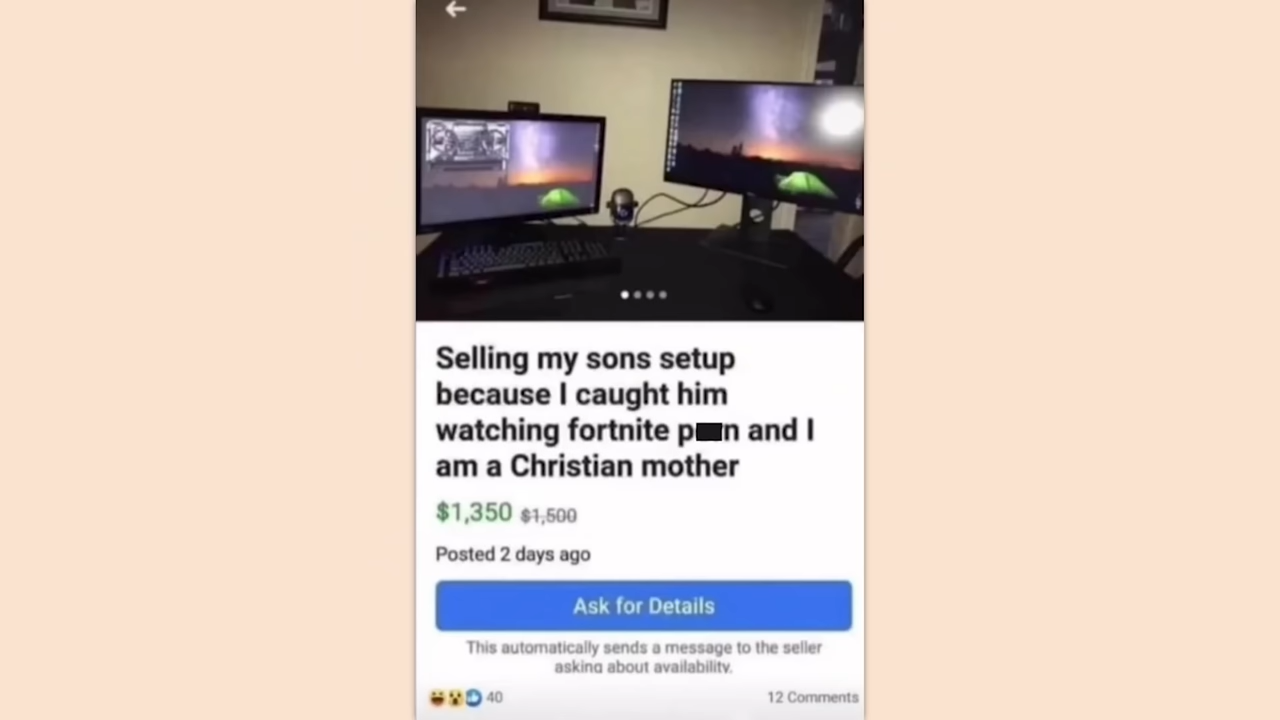 Selling my sons setup
because I caught him
watching fortnite p n and I
am a Christian mother
$1,350 $1,500
Posted 2 days ago
Ask for Details
This automatically sends a message to the seller
asking about availability.
40
12 Comments